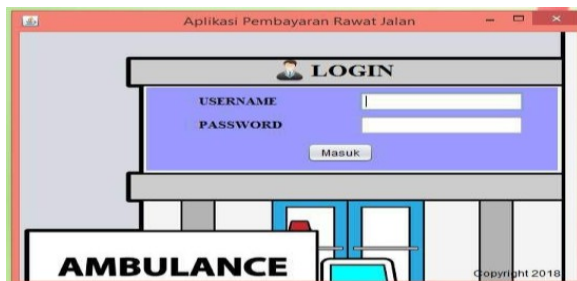 Aplikasi Pembayaran Rawat Jalan
LOGIN
USERNAME
PASSWORD
Masuk
AMBULANCE
Copyright 2018